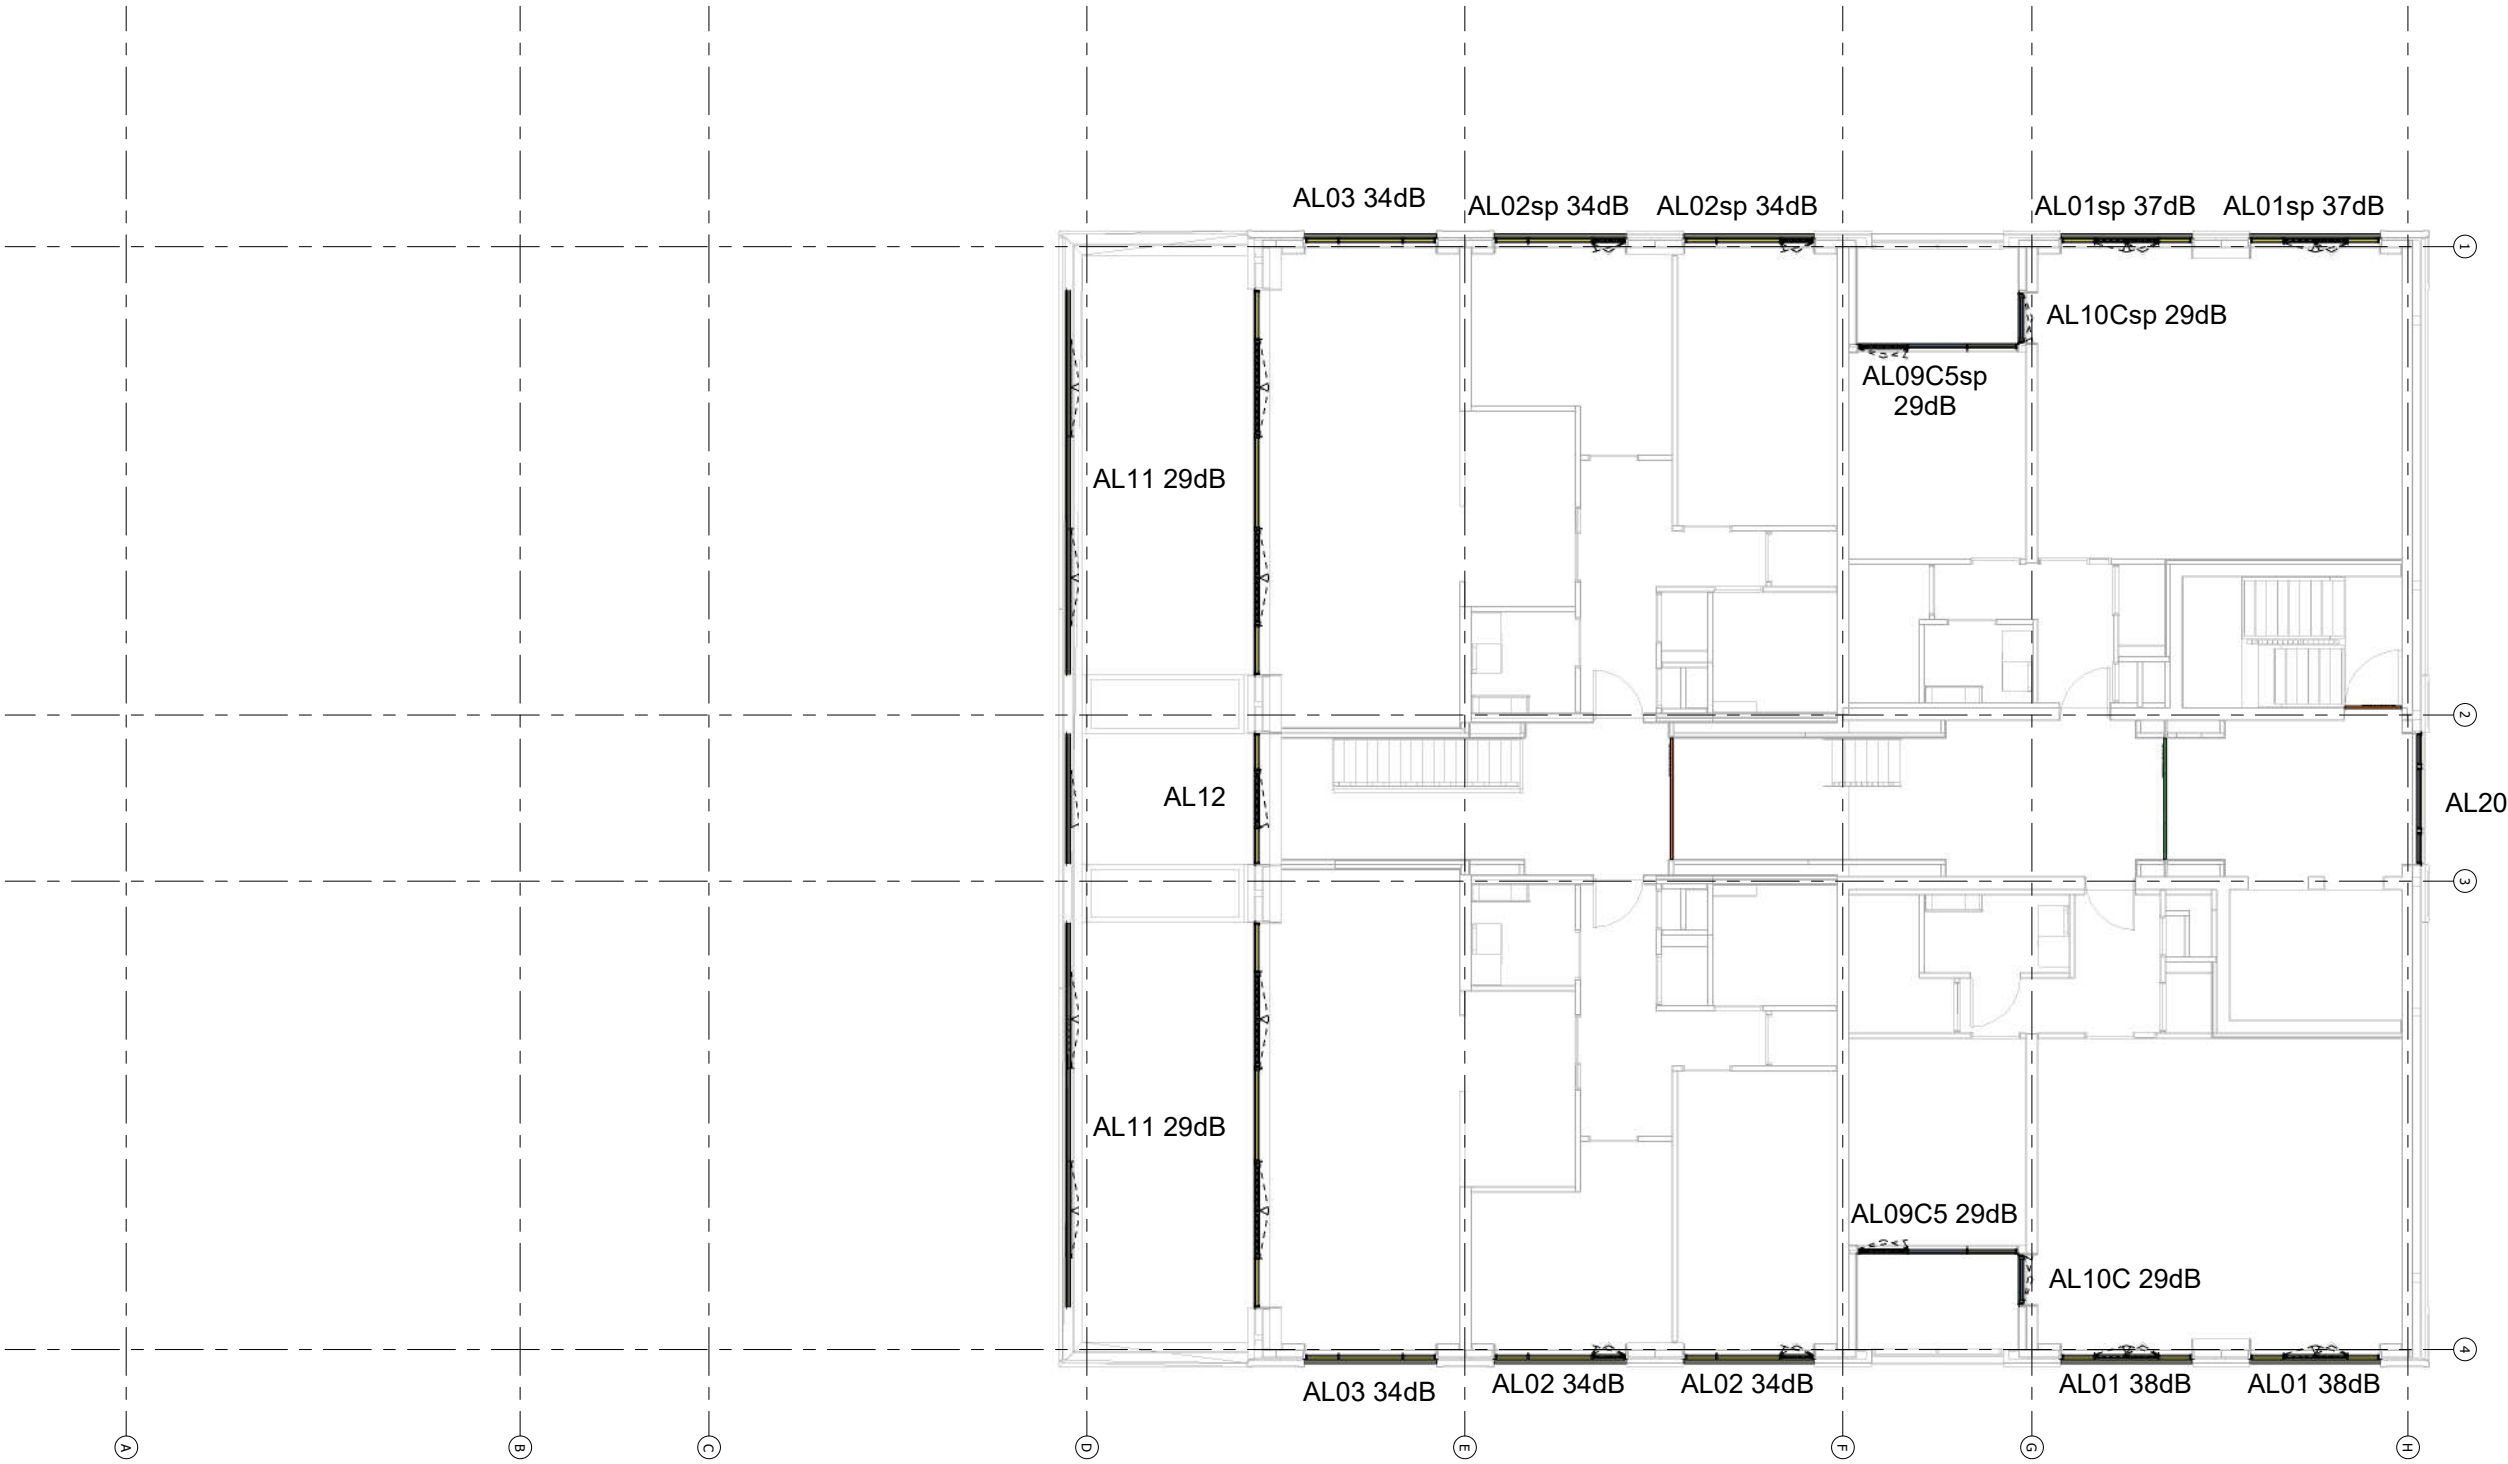 AL03 34dB
AL02sp 34dB
AL02sp 34dB
AL01sp 37dB
AL01sp 37dB
1
AL10Csp 29dB
AL09C5sp
29dB
AL11 29dB
2
AL12
AL20
3
AL11 29dB
AL09C5 29dB
AL10C 29dB
4
AL03 34dB
AL02 34dB
AL02 34dB
AL01 38dB
AL01 38dB
A
B
C
D
E
F
G
H